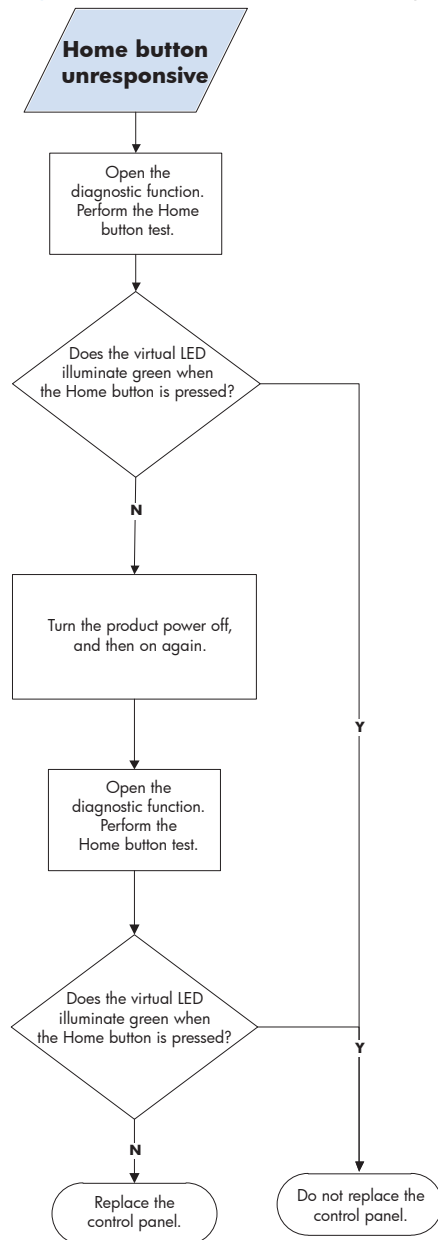 Home button
unresponsive
Open the
diagnostic function.
Perform the Home
button test.
Does the virtual LED
illuminate green when
the Home button is pressed?
N
Turn the product power off,
and then on again.
Y
Open the
diagnostic function.
Perform the
Home button test.
Does the virtual LED
illuminate green when
the Home button is pressed?
Y
N
Replace the
control panel.
Do not replace the
control panel.